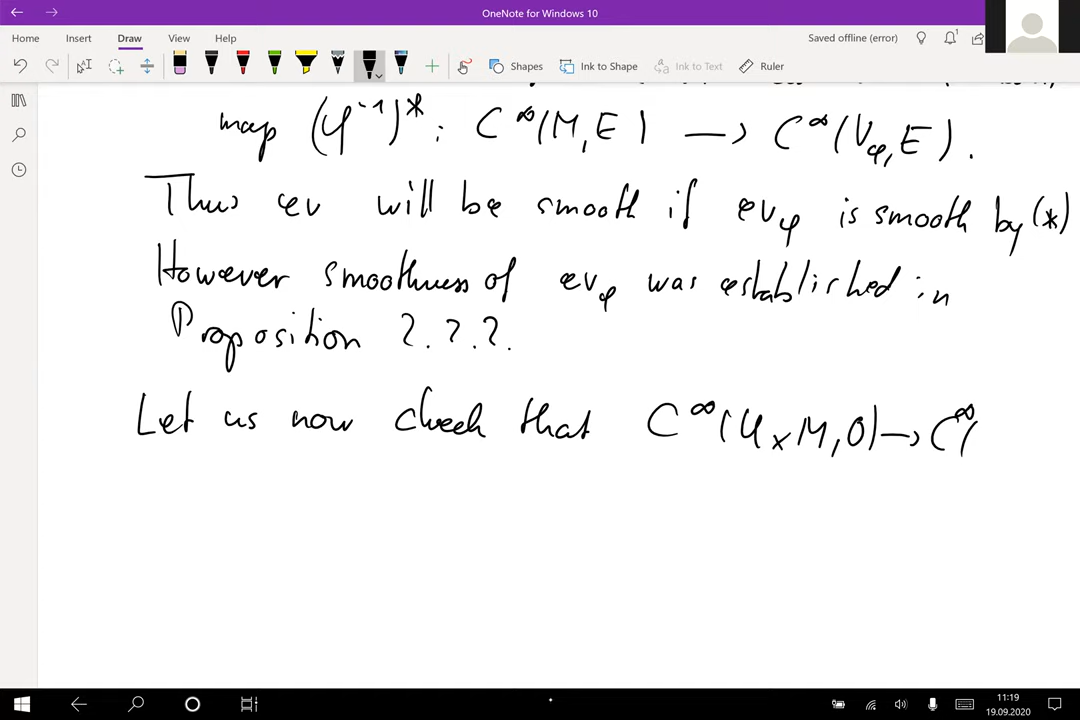 OneNote for Windows 10
Home Insert Draw View Help Saved offline (error)
Shapes Ink to Shape Ink to Text Ruler
map (φ⁻¹)* : C^∞(M,E) → C^∞(V_φ,E).
Thus ev will be smooth if ev_φ is smooth by (*)
However smoothness of ev_φ was established in
Proposition ?.?.?.
Let us now check that C^∞(U×M,O) → C^∞(
11:19
19.09.2020